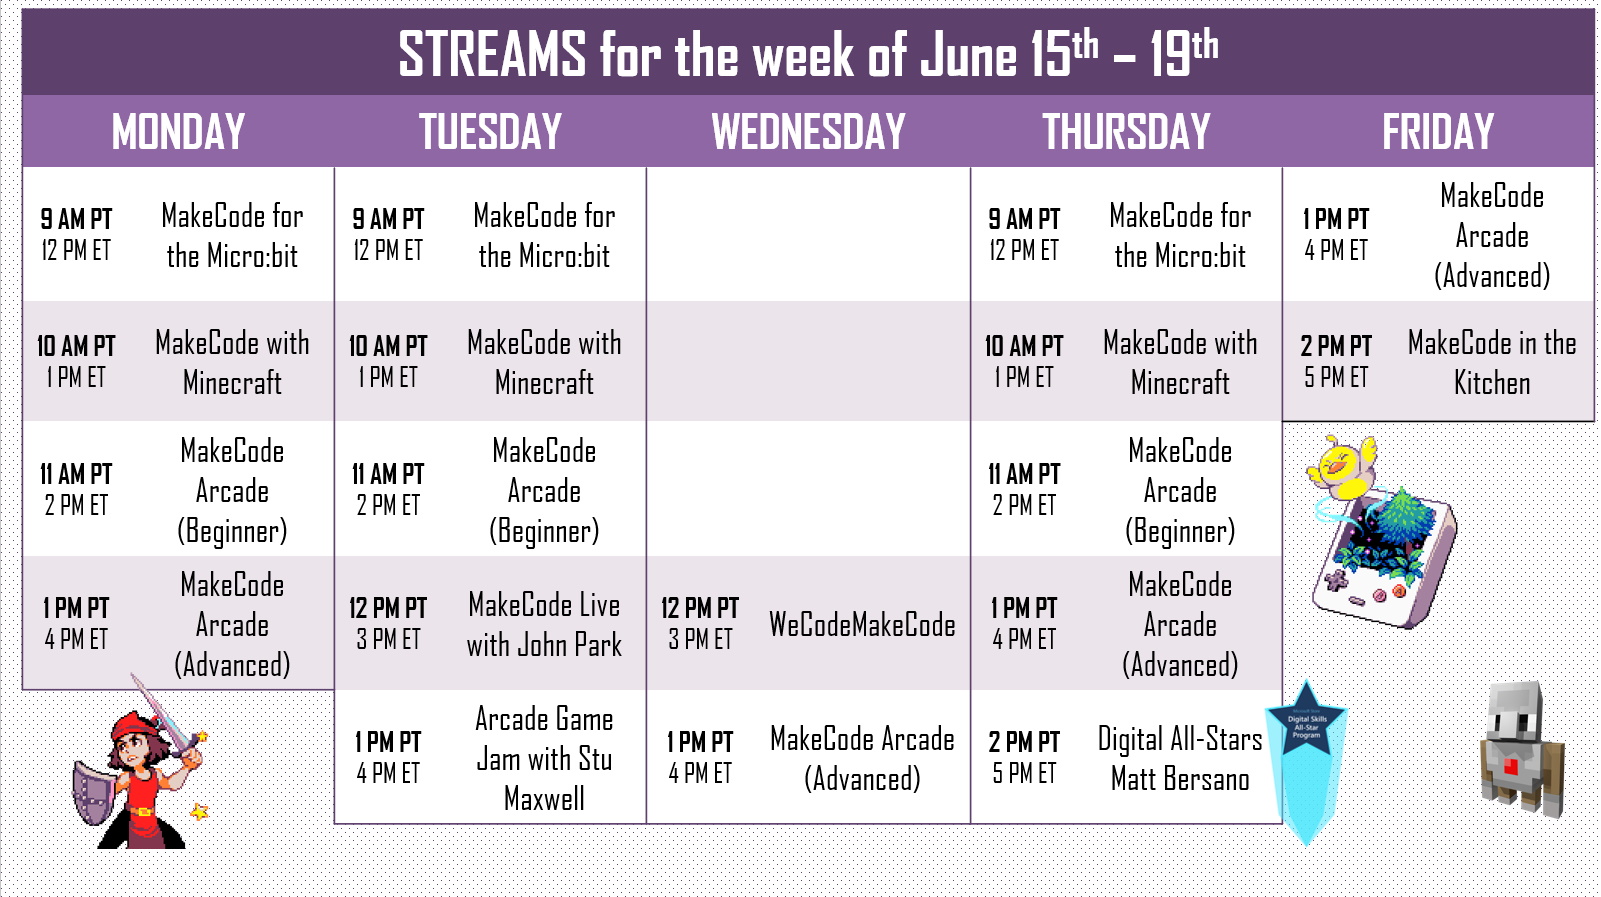 STREAMS for the week of June 15th – 19th
MONDAY
TUESDAY
WEDNESDAY
THURSDAY
FRIDAY
9 AM PT
12 PM ET
MakeCode for
the Micro:bit
9 AM PT
12 PM ET
MakeCode for
the Micro:bit
9 AM PT
12 PM ET
MakeCode for
the Micro:bit
1 PM PT
4 PM ET
MakeCode
Arcade
(Advanced)
10 AM PT
1 PM ET
MakeCode with
Minecraft
10 AM PT
1 PM ET
MakeCode with
Minecraft
10 AM PT
1 PM ET
MakeCode with
Minecraft
2 PM PT
5 PM ET
MakeCode in the
Kitchen
11 AM PT
2 PM ET
MakeCode
Arcade
(Beginner)
11 AM PT
2 PM ET
MakeCode
Arcade
(Beginner)
11 AM PT
2 PM ET
MakeCode
Arcade
(Beginner)
1 PM PT
4 PM ET
MakeCode
Arcade
(Advanced)
12 PM PT
3 PM ET
MakeCode Live
with John Park
12 PM PT
3 PM ET
WeCodeMakeCode
1 PM PT
4 PM ET
MakeCode
Arcade
(Advanced)
1 PM PT
4 PM ET
Arcade Game
Jam with Stu
Maxwell
1 PM PT
4 PM ET
MakeCode Arcade
(Advanced)
2 PM PT
5 PM ET
Digital All-Stars
Matt Bersano
Digital Skills
All-Star
Program